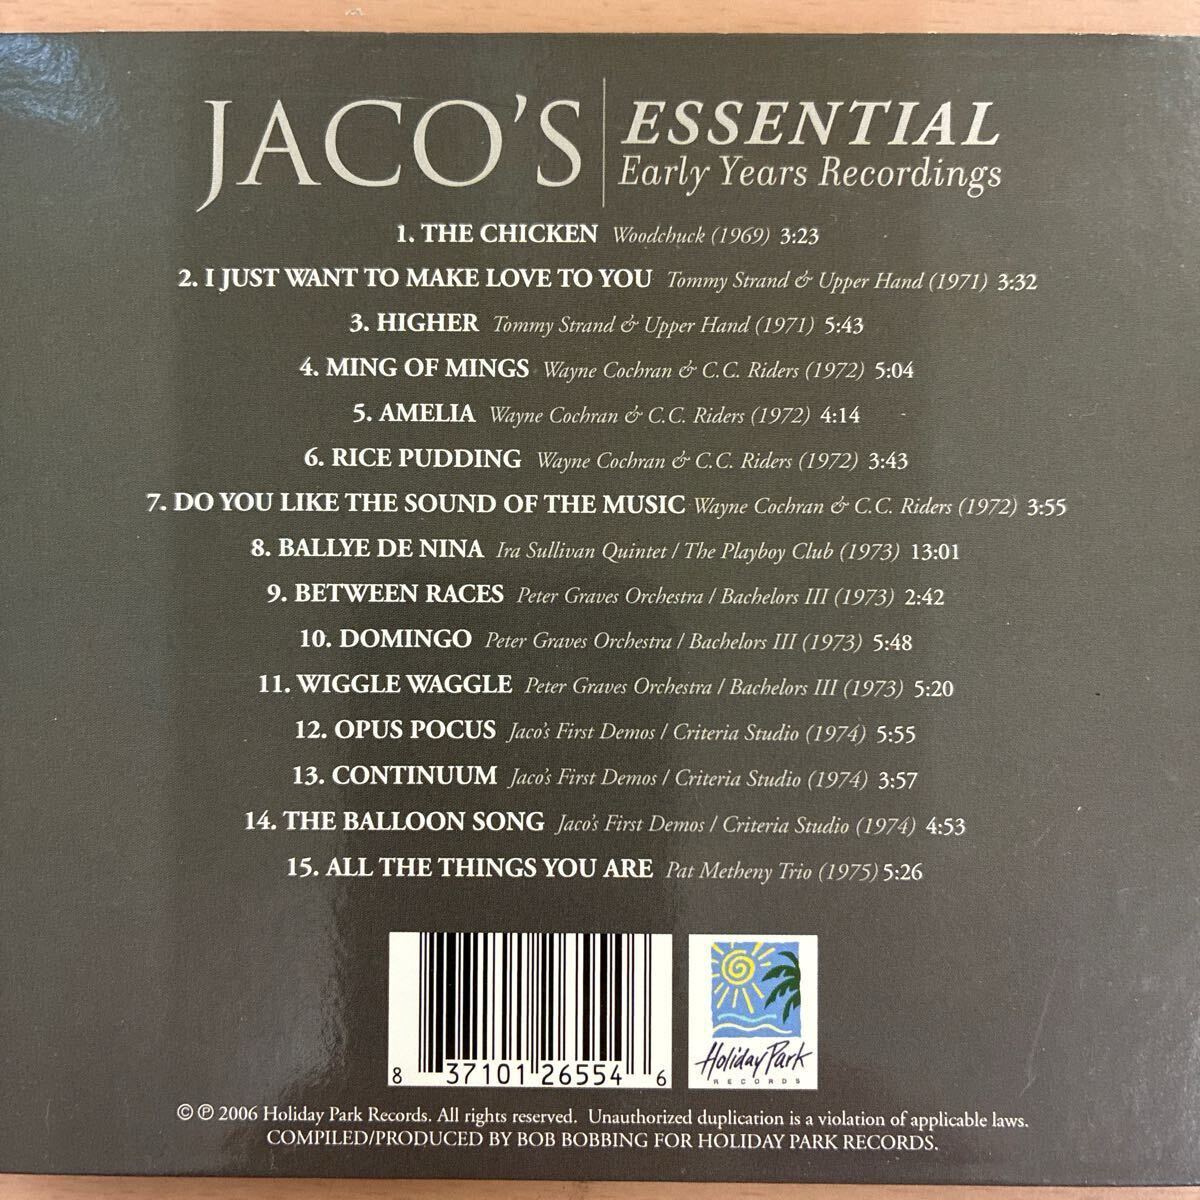 JACO'S ESSENTIAL
Early Years Recordings
1. THE CHICKEN Woodchuck (1969) 3:23
2. I JUST WANT TO MAKE LOVE TO YOU Tommy Strand & Upper Hand (1971) 3:32
3. HIGHER Tommy Strand & Upper Hand (1971) 5:43
4. MING OF MINGS Wayne Cochran & C.C. Riders (1972) 5:04
5. AMELIA Wayne Cochran & C.C. Riders (1972) 4:14
6. RICE PUDDING Wayne Cochran & C.C. Riders (1972) 3:43
7. DO YOU LIKE THE SOUND OF THE MUSIC Wayne Cochran & C.C. Riders (1972) 3:55
8. BALLYE DE NINA Ira Sullivan Quintet / The Playboy Club (1973) 13:01
9. BETWEEN RACES Peter Graves Orchestra / Bachelors III (1973) 2:42
10. DOMINGO Peter Graves Orchestra / Bachelors III (1973) 5:48
11. WIGGLE WAGGLE Peter Graves Orchestra / Bachelors III (1973) 5:20
12. OPUS POCUS Jaco's First Demos / Criteria Studio (1974) 5:55
13. CONTINUUM Jaco's First Demos / Criteria Studio (1974) 3:57
14. THE BALLOON SONG Jaco's First Demos / Criteria Studio (1974) 4:53
15. ALL THE THINGS YOU ARE Pat Metheny Trio (1975) 5:26
8 37101 26554 6
Holiday Park
RECORDS
© ℗ 2006 Holiday Park Records. All rights reserved. Unauthorized duplication is a violation of applicable laws.
COMPILED/PRODUCED BY BOB BOBBING FOR HOLIDAY PARK RECORDS.